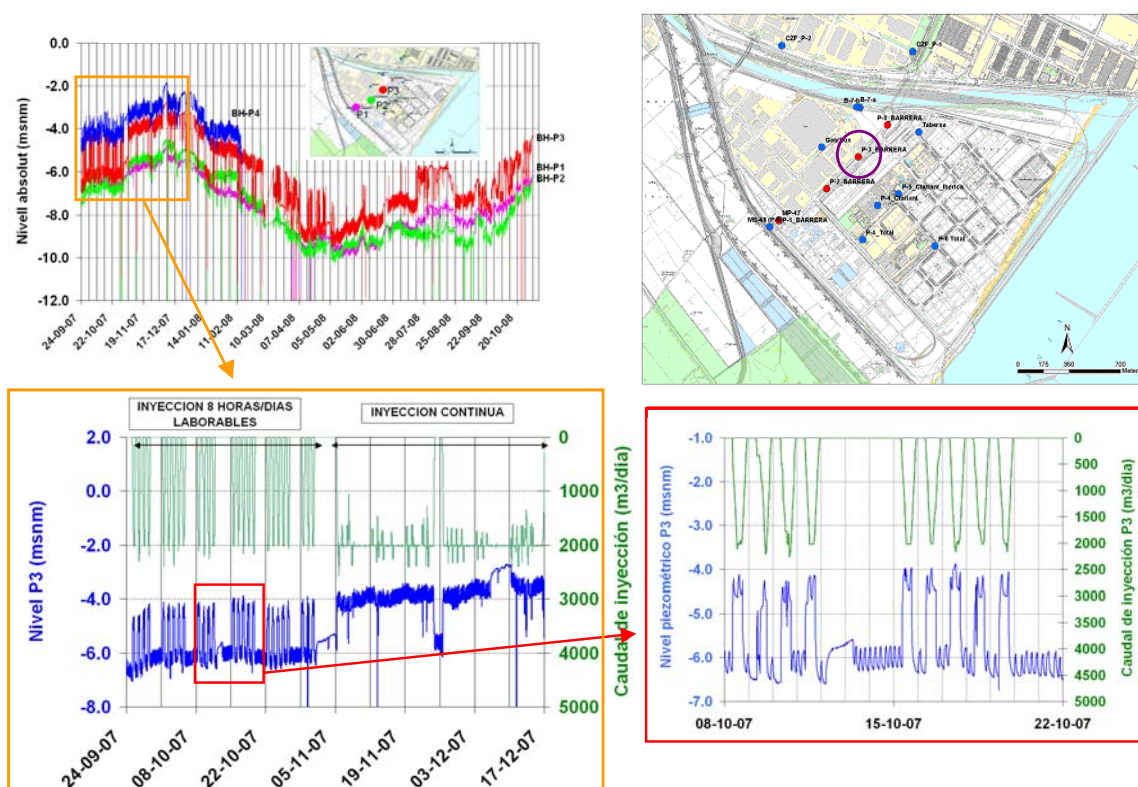 0.0
-2.0
-4.0
-6.0
-8.0
-10.0
-12.0
Nivell absolut (msnm)
BH-P4
BH-P3
BH-P1
BH-P2
P3
P2
P1
24-09-07
22-10-07
19-11-07
17-12-07
14-01-08
11-02-08
10-03-08
07-04-08
05-05-08
02-06-08
30-06-08
28-07-08
25-08-08
22-09-08
20-10-08
CZF_P-2
CZF_P-1
B-7-a
P-4_BARRERA
Tabersa
P-3_BARRERA
P-2_BARRERA
P-5_Clariant_Iberica
P-4_Clariant
MP-47
P-1_BARRERA
P-4_Total
P-6 Total
N
0 175 350 700
INYECCION 8 HORAS/DIAS
LABORABLES
INYECCION CONTINUA
2.0
0.0
-2.0
-4.0
-6.0
-8.0
Nivel P3 (msnm)
0
1000
2000
3000
4000
5000
Caudal de inyección (m3/dia)
24-09-07
08-10-07
22-10-07
05-11-07
19-11-07
03-12-07
17-12-07
-1.0
-2.0
-3.0
-4.0
-5.0
-6.0
-7.0
Nivel piezométrico P3 (msnm)
0
500
1000
1500
2000
2500
3000
3500
4000
4500
5000
Caudal de inyección P3 (m3/dia)
08-10-07
15-10-07
22-10-07